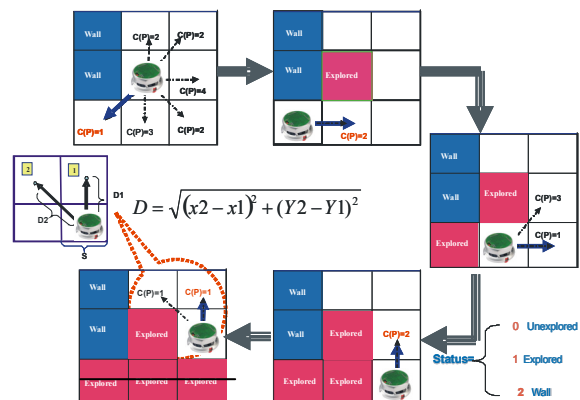 Wall
C(P)=2
C(P)=2
Wall
C(P)=4
C(P)=1
C(P)=3
C(P)=2
Wall
Wall
Explored
C(P)=2
Wall
Wall
Explored
C(P)=3
Explored
C(P)=1
2
1
D1
D2
S
D = √(x2 − x1)² + (Y2 − Y1)²
Wall
C(P)=1
C(P)=1
Wall
Explored
Explored
Explored
Explored
Wall
Wall
Explored
C(P)=2
Explored
Explored
Status=
0 Unexplored
1 Explored
2 Wall